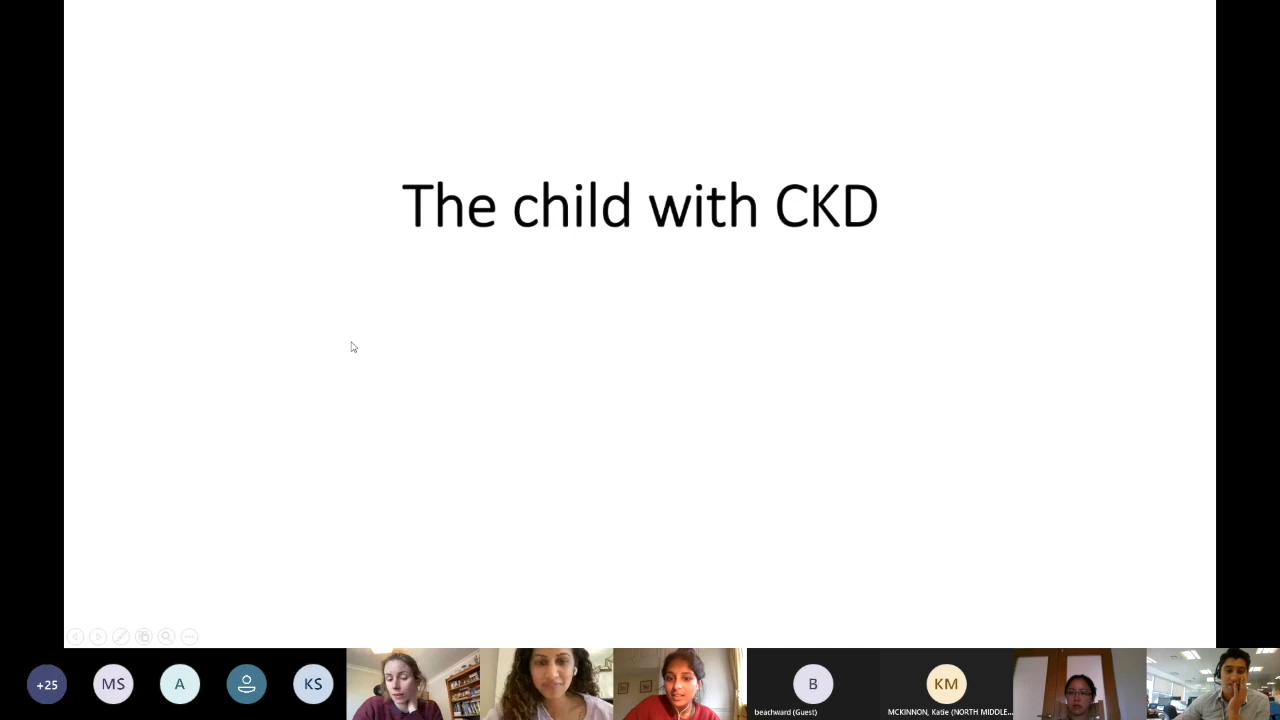 The child with CKD
+25
MS
A
KS
B
beachward (Guest)
KM
MCKINNON, Katie (NORTH MIDDLE...